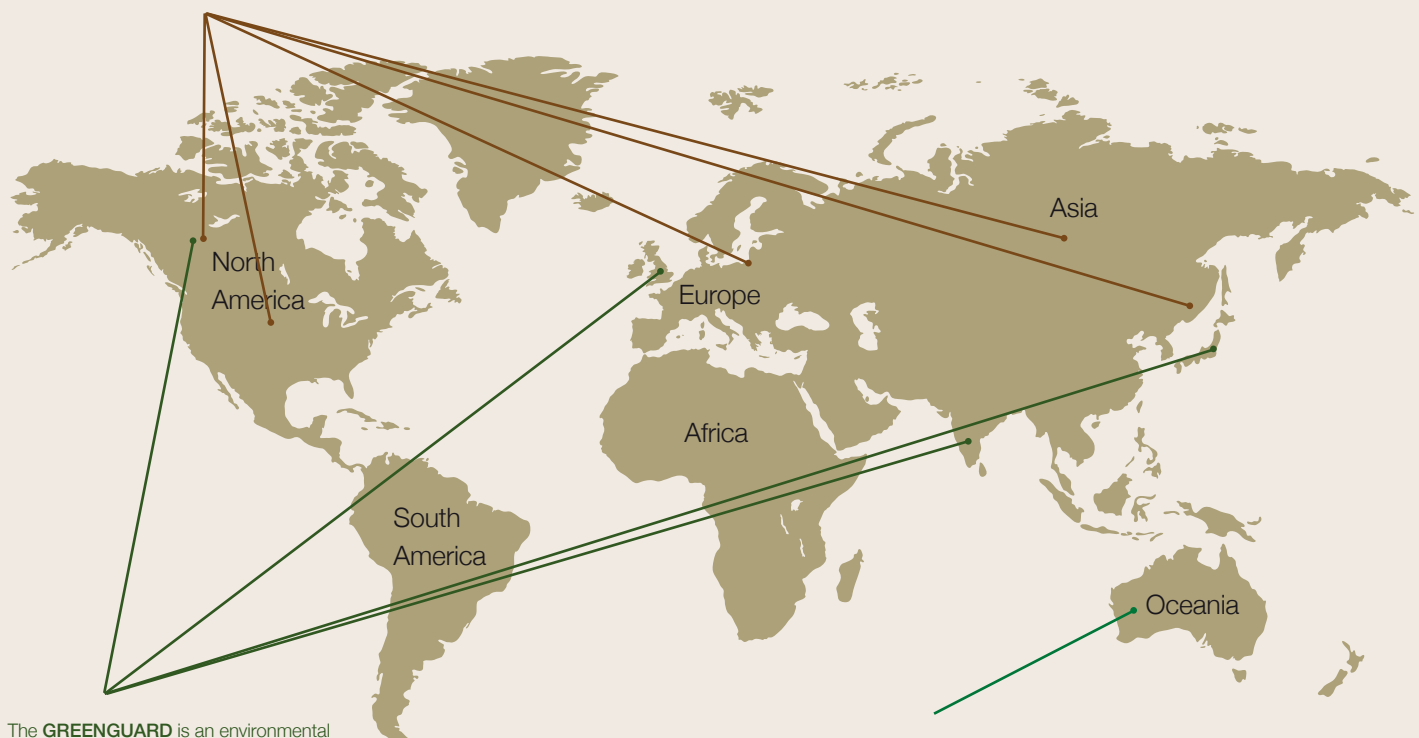 Asia
North
America
Europe
Africa
South
America
Oceania
The GREENGUARD is an environmental